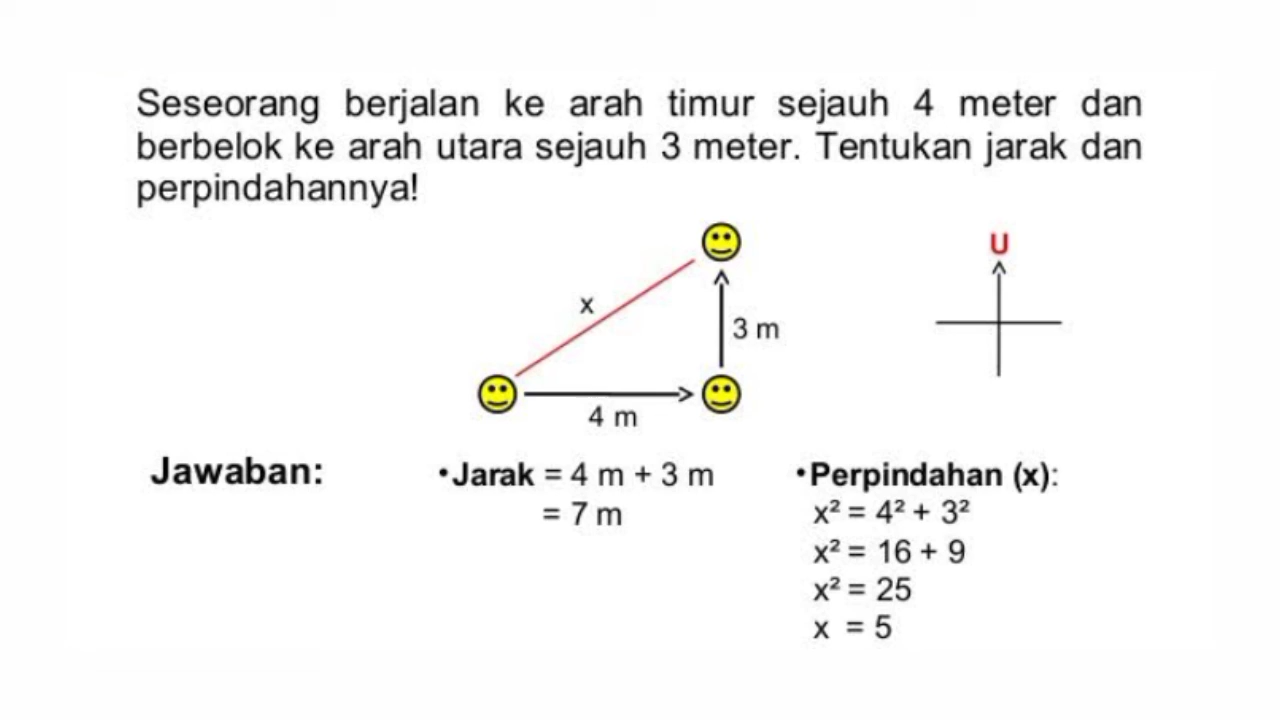 Seseorang berjalan ke arah timur sejauh 4 meter dan
berbelok ke arah utara sejauh 3 meter. Tentukan jarak dan
perpindahannya!
U
x
3 m
4 m
Jawaban:
•Jarak = 4 m + 3 m
= 7 m
•Perpindahan (x):
x² = 4² + 3²
x² = 16 + 9
x² = 25
x = 5